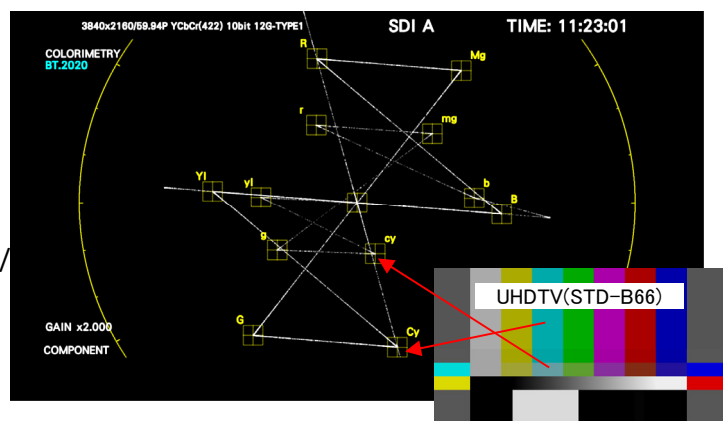 3840x2160/59.94P YCbCr(422) 10bit 12G-TYPE1 SDI A TIME: 11:23:01
COLORIMETRY
BT.2020
R
Mg
r
mg
Yl
yl
b
B
g
cy
/
UHDTV(STD-B66)
G
Cy
GAIN x2.000
COMPONENT